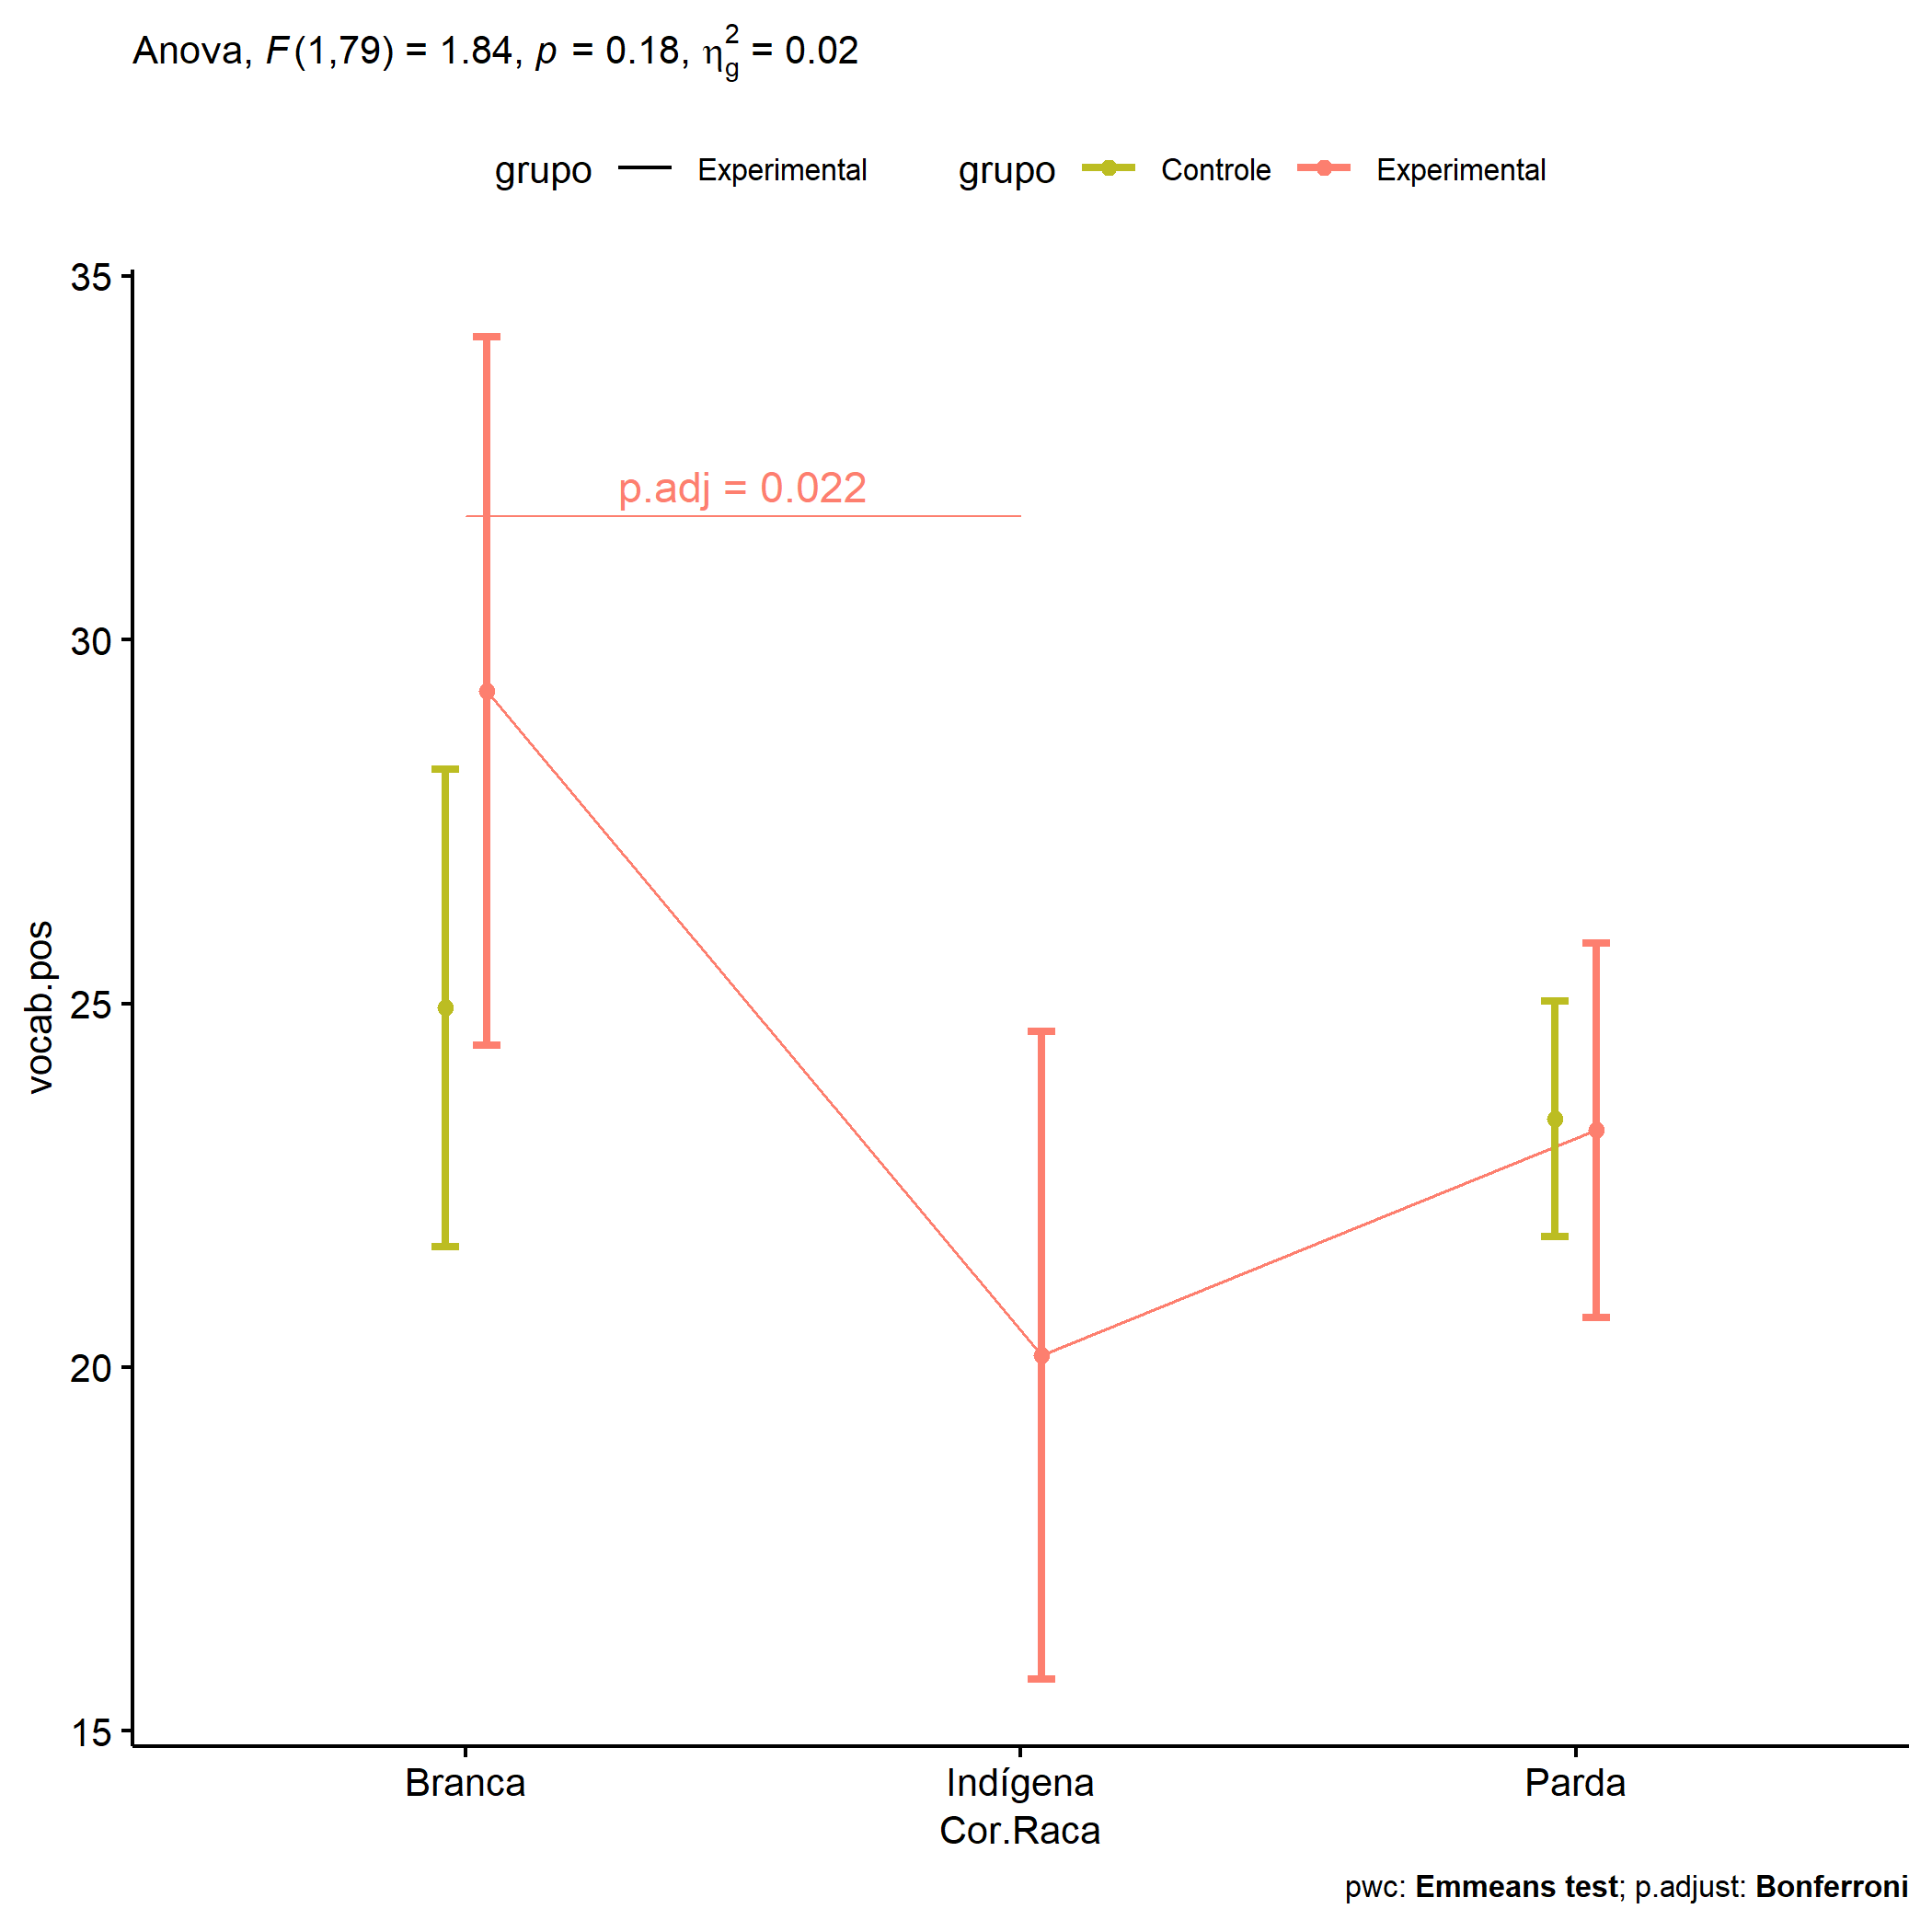 Anova, F(1,79) = 1.84, p = 0.18, η²g = 0.02
grupo Experimental grupo Controle Experimental
35
p.adj = 0.022
30
25
vocab.pos
20
15
Branca Indígena Parda
Cor.Raca
pwc: Emmeans test; p.adjust: Bonferroni